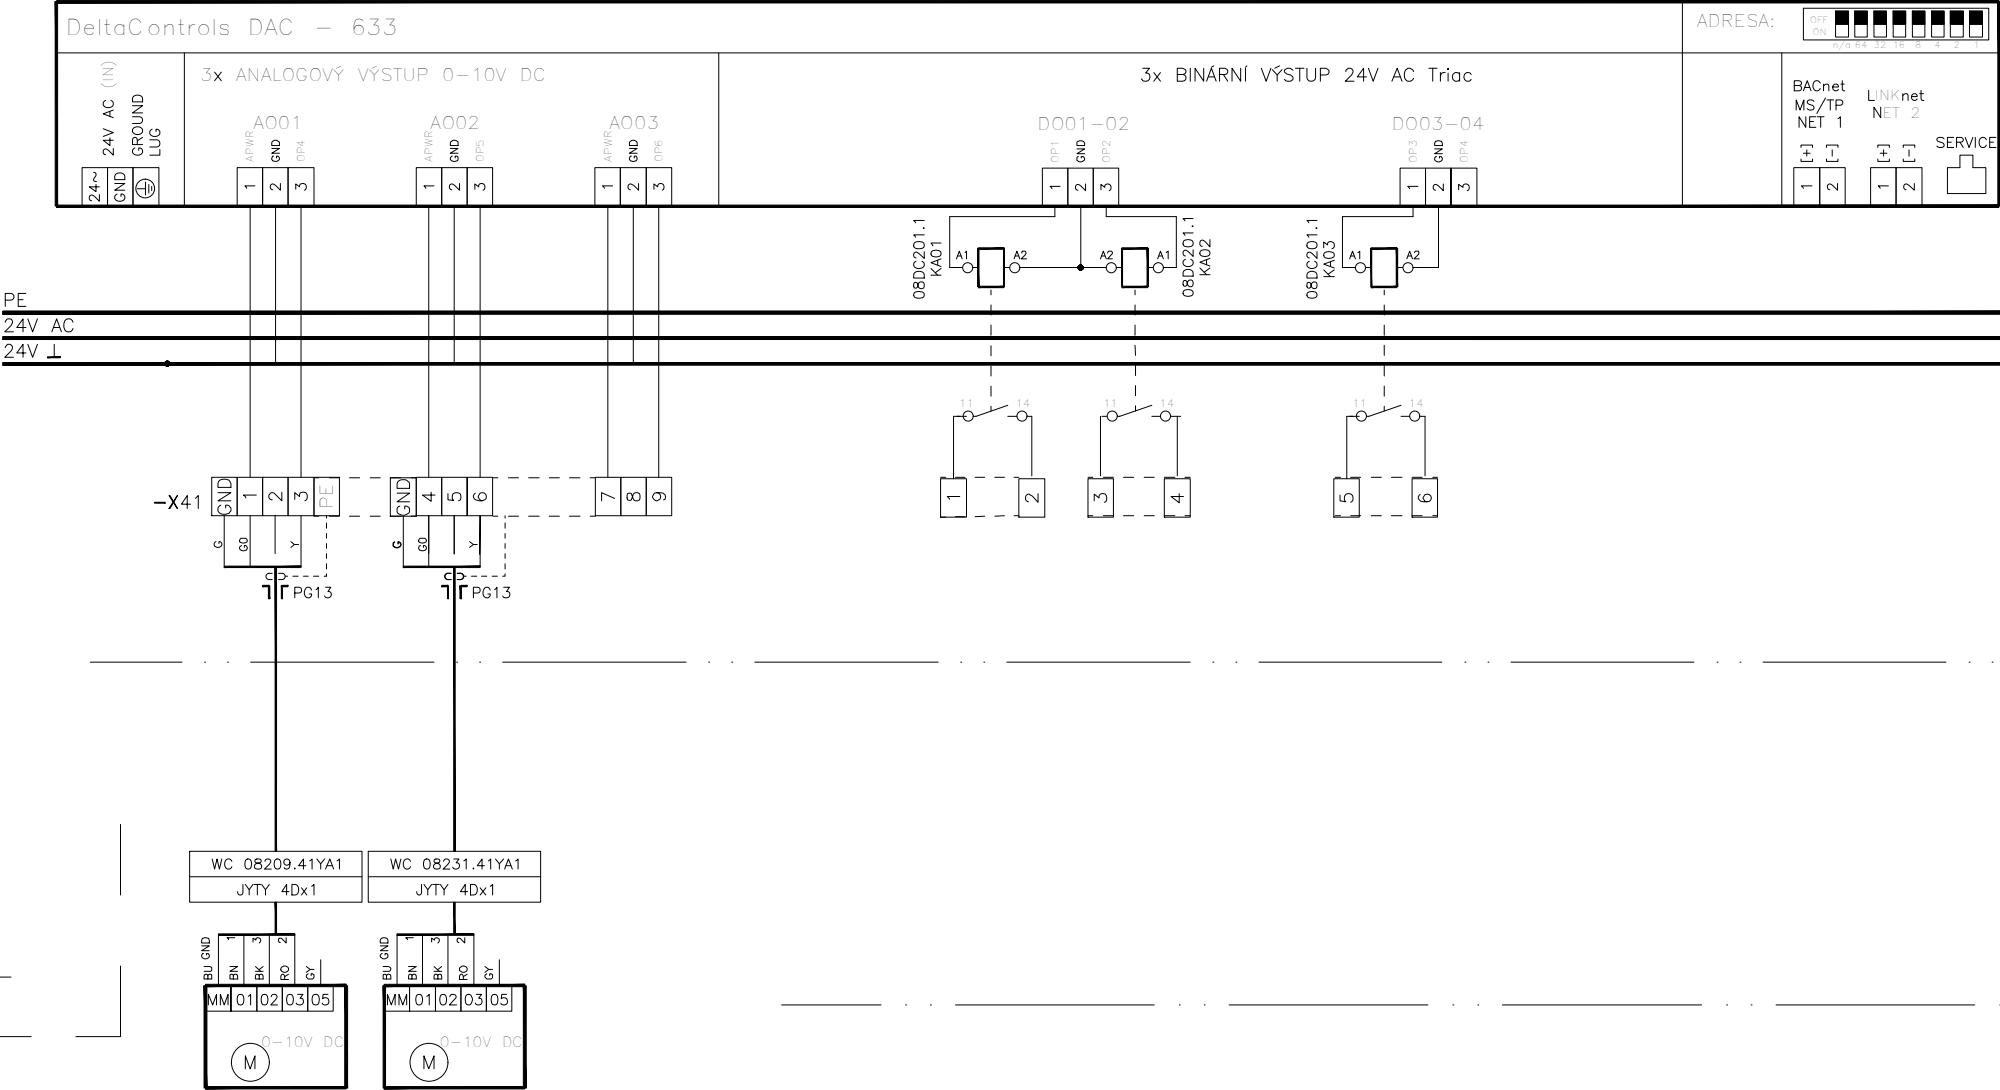 DeltaControls DAC - 633
ADRESA:
OFF
ON
n/a 64 32 16 8 4 2 1
24V AC (IN)
GROUND
LUG
24~
GND
3x ANALOGOVÝ VÝSTUP 0-10V DC
AO01
APWR GND OP4
1 2 3
AO02
APWR GND OP5
1 2 3
AO03
APWR GND OP6
1 2 3
3x BINÁRNÍ VÝSTUP 24V AC Triac
DO01-02
OP1 GND OP2
1 2 3
DO03-04
OP3 GND OP4
1 2 3
BACnet
MS/TP
NET 1
[+] [-]
1 2
LINKnet
NET 2
[+] [-]
1 2
SERVICE
08DC201.1
KA01
A1 A2
A2 A1
08DC201.1
KA02
08DC201.1
KA03
A1 A2
PE
24V AC
24V ⊥
11 14
11 14
11 14
-X41
GND 1 2 3 PE
GND 4 5 6
7 8 9
1 2
3 4
5 6
G G0 Y
G G0 Y
PG13
PG13
WC 08209.41YA1
JYTY 4Dx1
WC 08231.41YA1
JYTY 4Dx1
GND 1 3 2
BU BN BK RO GY
MM 01 02 03 05
0-10V DC
M
GND 1 3 2
BU BN BK RO GY
MM 01 02 03 05
0-10V DC
M